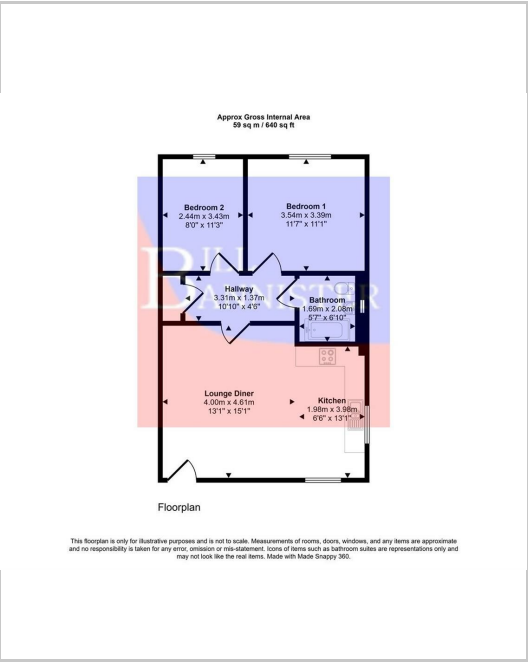 Approx Gross Internal Area
59 sq m / 640 sq ft
Bedroom 2
2.44m x 3.43m
8'0" x 11'3"
Bedroom 1
3.54m x 3.39m
11'7" x 11'1"
BILL
BANNISTER
Hallway
3.31m x 1.37m
10'10" x 4'6"
Bathroom
1.69m x 2.08m
5'7" x 6'10"
Lounge Diner
4.00m x 4.61m
13'1" x 15'1"
Kitchen
1.98m x 3.98m
6'6" x 13'1"
Floorplan
This floorplan is only for illustrative purposes and is not to scale. Measurements of rooms, doors, windows, and any items are approximate
and no responsibility is taken for any error, omission or mis-statement. Icons of items such as bathroom suites are representations only and
may not look like the real items. Made with Made Snappy 360.